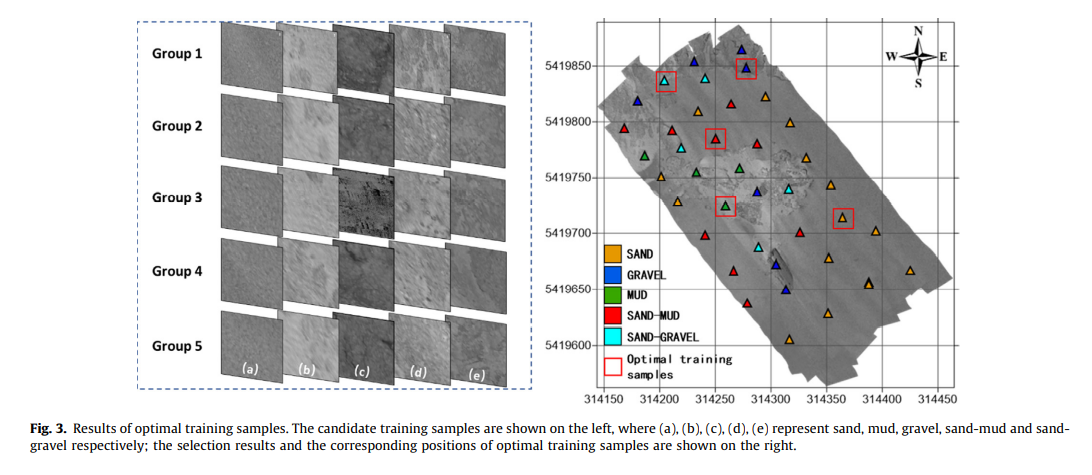 Group 1
Group 2
Group 3
Group 4
Group 5
(a) (b) (c) (d) (e)
N
W E
S
5419850
5419800
5419750
5419700
5419650
5419600
SAND
GRAVEL
MUD
SAND-MUD
SAND-GRAVEL
Optimal training
samples
314150 314200 314250 314300 314350 314400 314450
Fig. 3. Results of optimal training samples. The candidate training samples are shown on the left, where (a), (b), (c), (d), (e) represent sand, mud, gravel, sand-mud and sand-
gravel respectively; the selection results and the corresponding positions of optimal training samples are shown on the right.